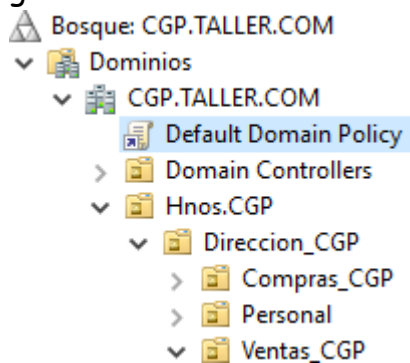 Bosque: CGP.TALLER.COM
Dominios
CGP.TALLER.COM
Default Domain Policy
Domain Controllers
Hnos.CGP
Direccion_CGP
Compras_CGP
Personal
Ventas_CGP